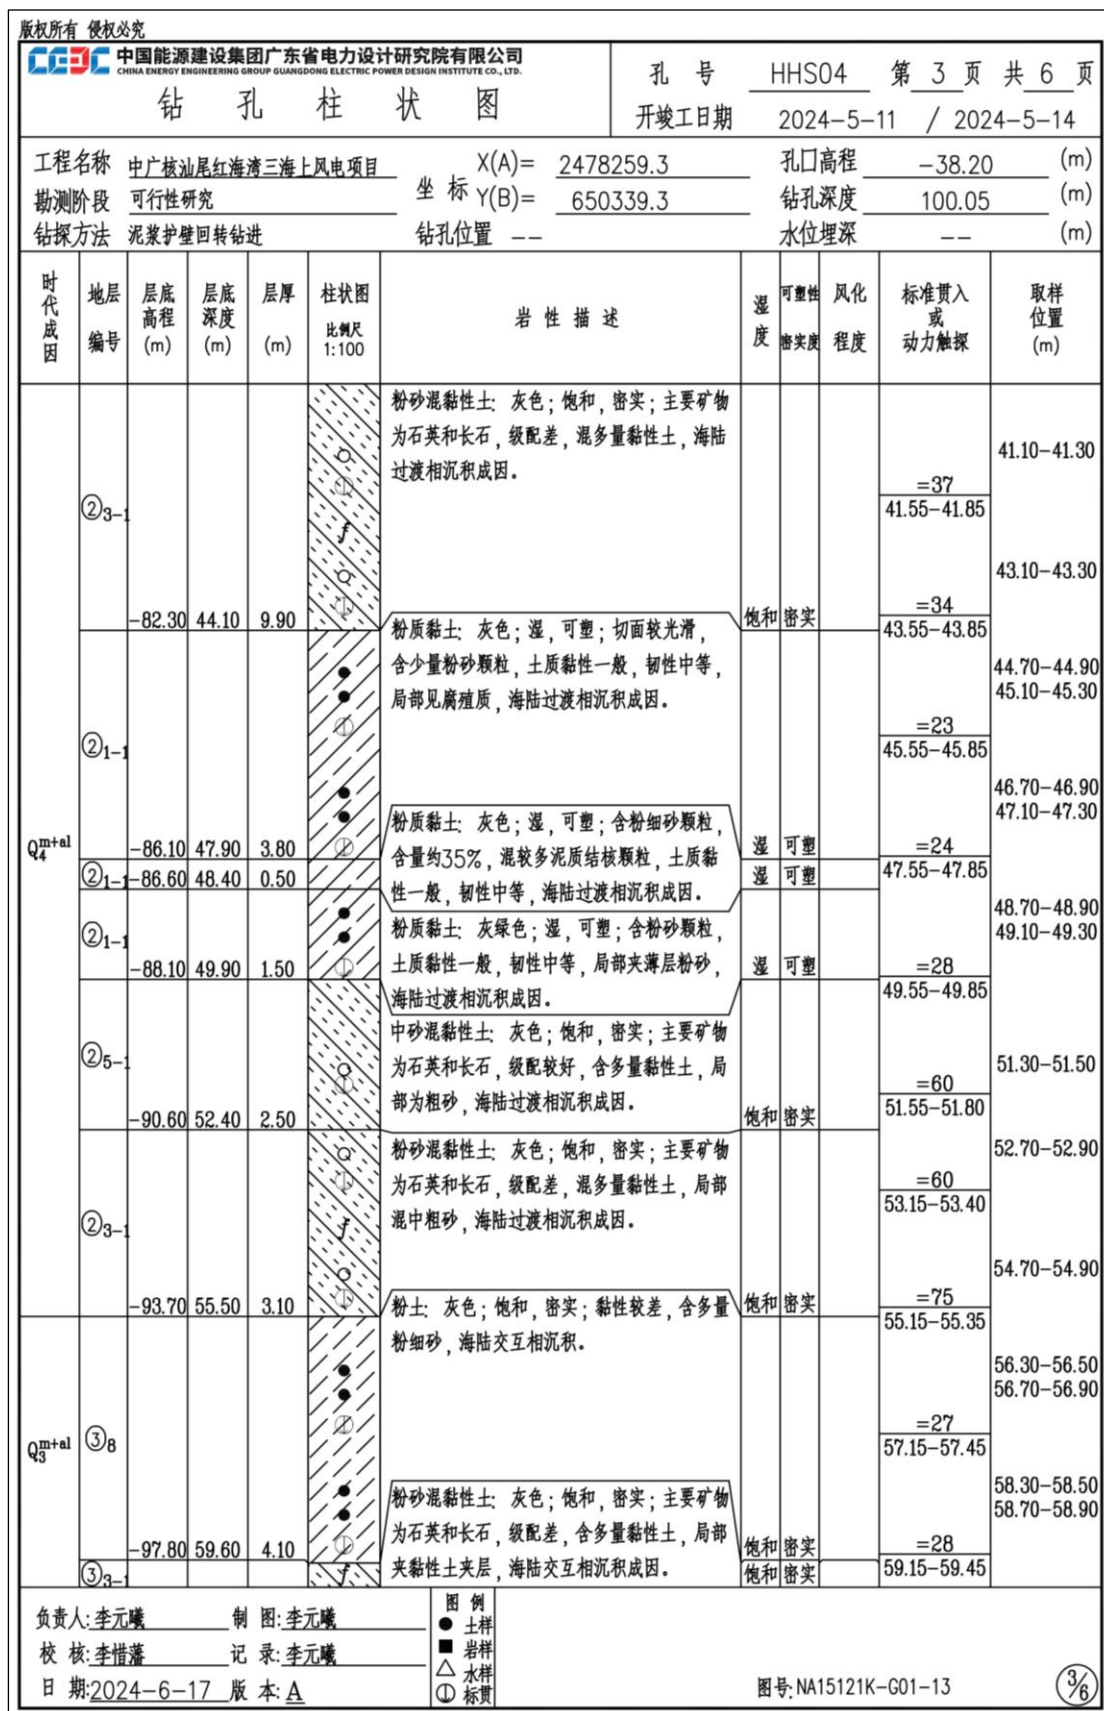 版权所有 侵权必究
中国能源建设集团广东省电力设计研究院有限公司
CHINA ENERGY ENGINEERING GROUP GUANGDONG ELECTRIC POWER DESIGN INSTITUTE CO., LTD.
钻 孔 柱 状 图
孔 号 HHS04 第 3 页 共 6 页
开竣工日期 2024-5-11 / 2024-5-14
工程名称 中广核汕尾红海湾三海上风电项目 坐标 X(A)= 2478259.3 孔口高程 -38.20 (m)
勘测阶段 可行性研究 Y(B)= 650339.3 钻孔深度 100.05 (m)
钻探方法 泥浆护壁回转钻进 钻孔位置 -- 水位埋深 -- (m)
时代成因 地层编号 层底高程(m) 层底深度(m) 层厚(m) 柱状图 比例尺 1:100 岩性描述 湿度 可塑性 密实度 风化程度 标准贯入或动力触探 取样位置(m)
粉砂混黏性土: 灰色;饱和,密实;主要矿物
为石英和长石,级配差,混多量黏性土,海陆
过渡相沉积成因。
41.10-41.30
=37
41.55-41.85
②3-1
f
43.10-43.30
-82.30 44.10 9.90 饱和 密实 =34
43.55-43.85
粉质黏土: 灰色;湿,可塑;切面较光滑,
含少量粉砂颗粒,土质黏性一般,韧性中等,
局部见腐殖质,海陆过渡相沉积成因。
44.70-44.90
45.10-45.30
=23
45.55-45.85
②1-1
46.70-46.90
47.10-47.30
Q4m+al
-86.10 47.90 3.80 湿 可塑 =24
47.55-47.85
粉质黏土: 灰色;湿,可塑;含粉细砂颗粒,
含量约35%,混较多泥质结核颗粒,土质黏
性一般,韧性中等,海陆过渡相沉积成因。
②1-1 -86.60 48.40 0.50 湿 可塑
48.70-48.90
49.10-49.30
粉质黏土: 灰绿色;湿,可塑;含粉砂颗粒,
土质黏性一般,韧性中等,局部夹薄层粉砂,
海陆过渡相沉积成因。
②1-1
-88.10 49.90 1.50 湿 可塑 =28
49.55-49.85
中砂混黏性土: 灰色;饱和,密实;主要矿物
为石英和长石,级配较好,含多量黏性土,局
部为粗砂,海陆过渡相沉积成因。
②5-1
51.30-51.50
=60
51.55-51.80
-90.60 52.40 2.50 饱和 密实
粉砂混黏性土: 灰色;饱和,密实;主要矿物
为石英和长石,级配差,混多量黏性土,局部
混中粗砂,海陆过渡相沉积成因。
52.70-52.90
=60
53.15-53.40
②3-1
f
54.70-54.90
-93.70 55.50 3.10 饱和 密实 =75
55.15-55.35
粉土: 灰色;饱和,密实;黏性较差,含多量
粉细砂,海陆交互相沉积。
56.30-56.50
56.70-56.90
=27
57.15-57.45
Q3m+al ③8
58.30-58.50
58.70-58.90
-97.80 59.60 4.10 饱和 密实 =28
59.15-59.45
粉砂混黏性土: 灰色;饱和,密实;主要矿物
为石英和长石,级配差,含多量黏性土,局部
夹黏性土夹层,海陆交互相沉积成因。
③3-1 f 饱和 密实
负责人:李元曦 制 图:李元曦
校 核:李惜藩 记 录:李元曦
日 期:2024-6-17 版 本:A
图 例
土样
岩样
水样
标贯
图号:NA15121K-G01-13
3/6